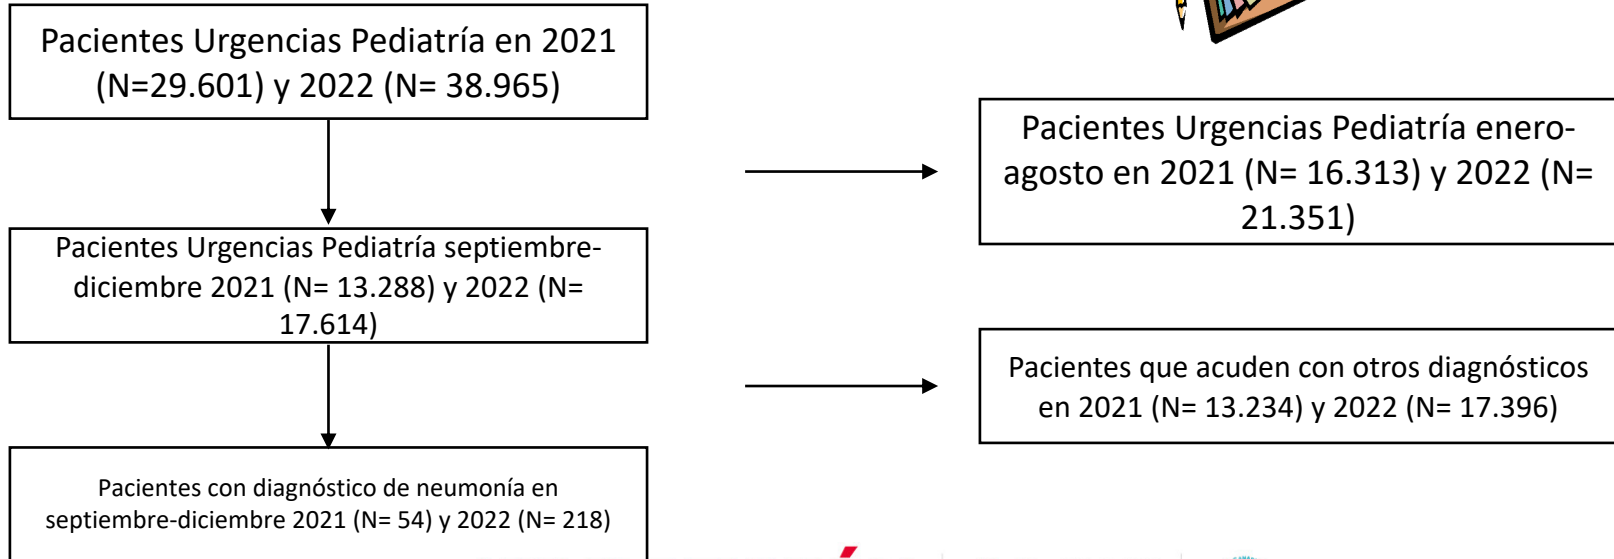 Pacientes Urgencias Pediatría en 2021
(N=29.601) y 2022 (N= 38.965)
Pacientes Urgencias Pediatría enero-
agosto en 2021 (N= 16.313) y 2022 (N=
21.351)
Pacientes Urgencias Pediatría septiembre-
diciembre 2021 (N= 13.288) y 2022 (N=
17.614)
Pacientes que acuden con otros diagnósticos
en 2021 (N= 13.234) y 2022 (N= 17.396)
Pacientes con diagnóstico de neumonía en
septiembre-diciembre 2021 (N= 54) y 2022 (N= 218)